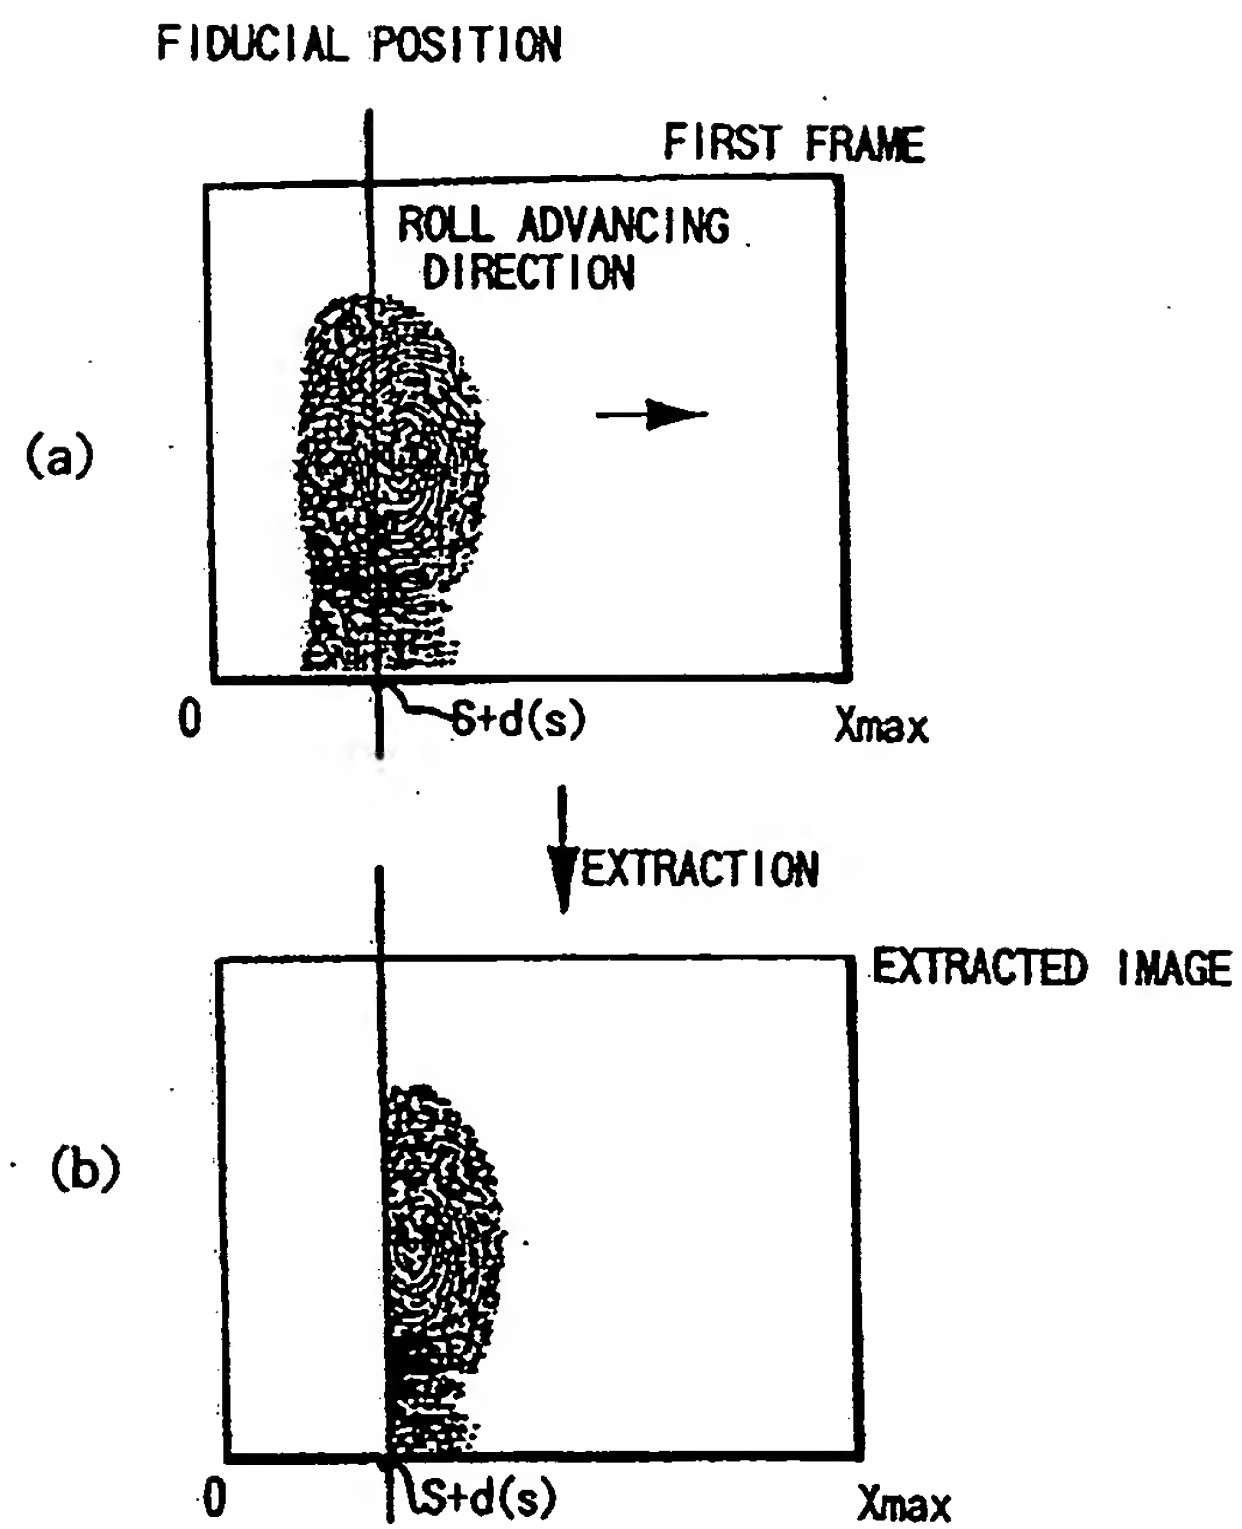 FIDUCIAL POSITION
FIRST FRAME
ROLL ADVANCING
DIRECTION
(a)
0
S+d(s)
Xmax
EXTRACTION
EXTRACTED IMAGE
(b)
0
S+d(s)
Xmax